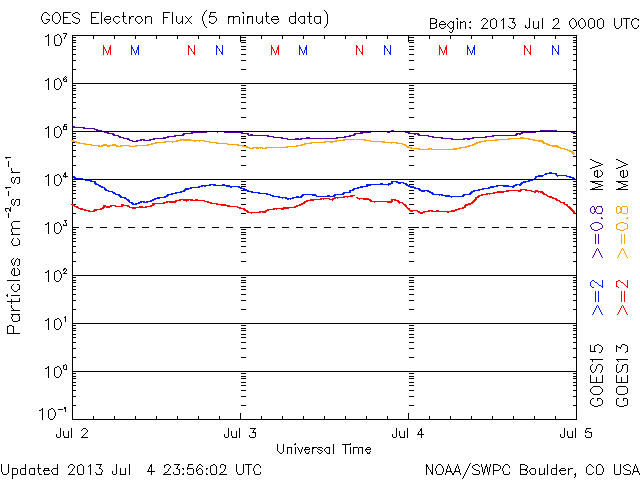 GOES Electron Flux (5 minute data)
Begin: 2013 Jul 2 0000 UTC
10⁷
M M N N M M N N M M N N
10⁶
10⁵
10⁴
10³
10²
10¹
10⁰
10⁻¹
Particles cm⁻²s⁻¹sr⁻¹
Jul 2 Jul 3 Jul 4 Jul 5
Universal Time
GOES15 >=2 >=0.8 MeV
GOES13 >=2 >=0.8 MeV
Updated 2013 Jul 4 23:56:02 UTC
NOAA/SWPC Boulder, CO USA